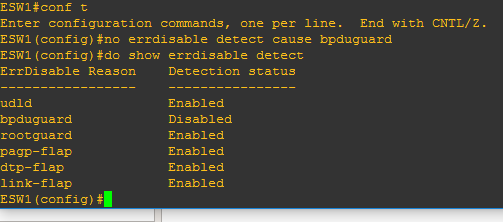 ESW1#conf t
Enter configuration commands, one per line.  End with CNTL/Z.
ESW1(config)#no errdisable detect cause bpduguard
ESW1(config)#do show errdisable detect
ErrDisable Reason    Detection status
-----------------    ----------------
udld                 Enabled
bpduguard            Disabled
rootguard            Enabled
pagp-flap            Enabled
dtp-flap             Enabled
link-flap            Enabled
ESW1(config)#